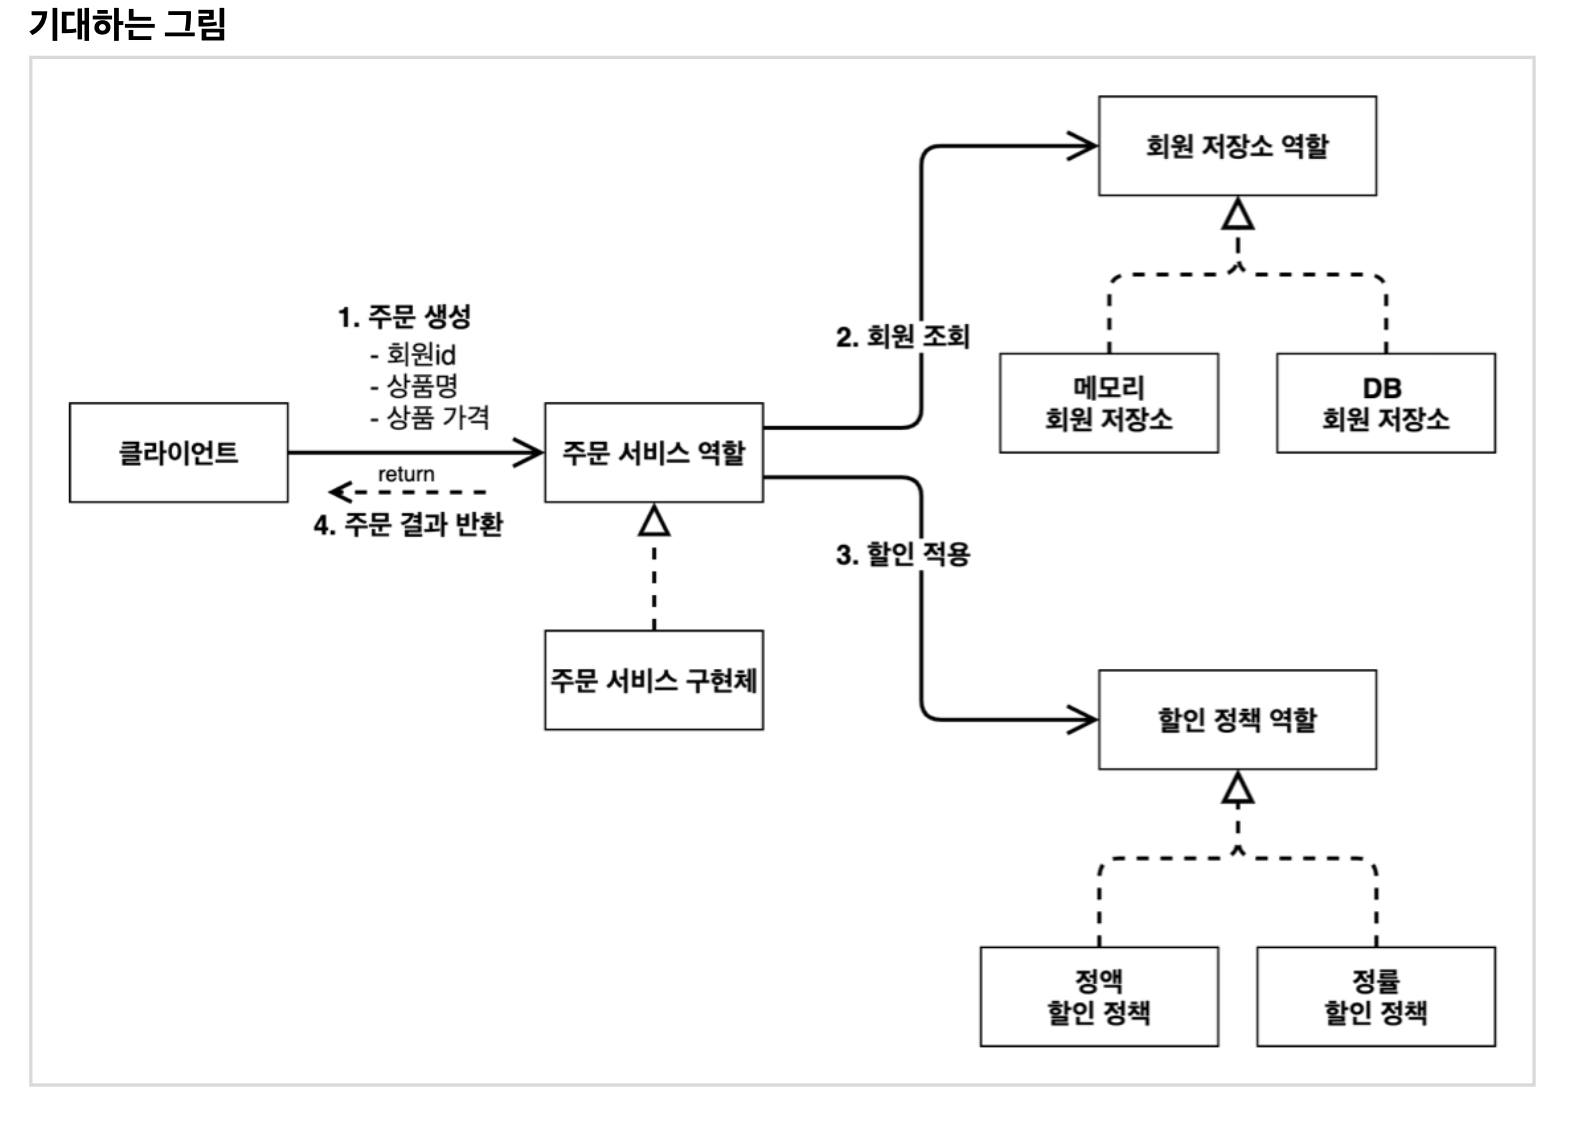 기대하는 그림
회원 저장소 역할
1. 주문 생성
- 회원id
- 상품명
- 상품 가격
2. 회원 조회
메모리
회원 저장소
DB
회원 저장소
클라이언트
주문 서비스 역할
return
4. 주문 결과 반환
3. 할인 적용
주문 서비스 구현체
할인 정책 역할
정액
할인 정책
정률
할인 정책